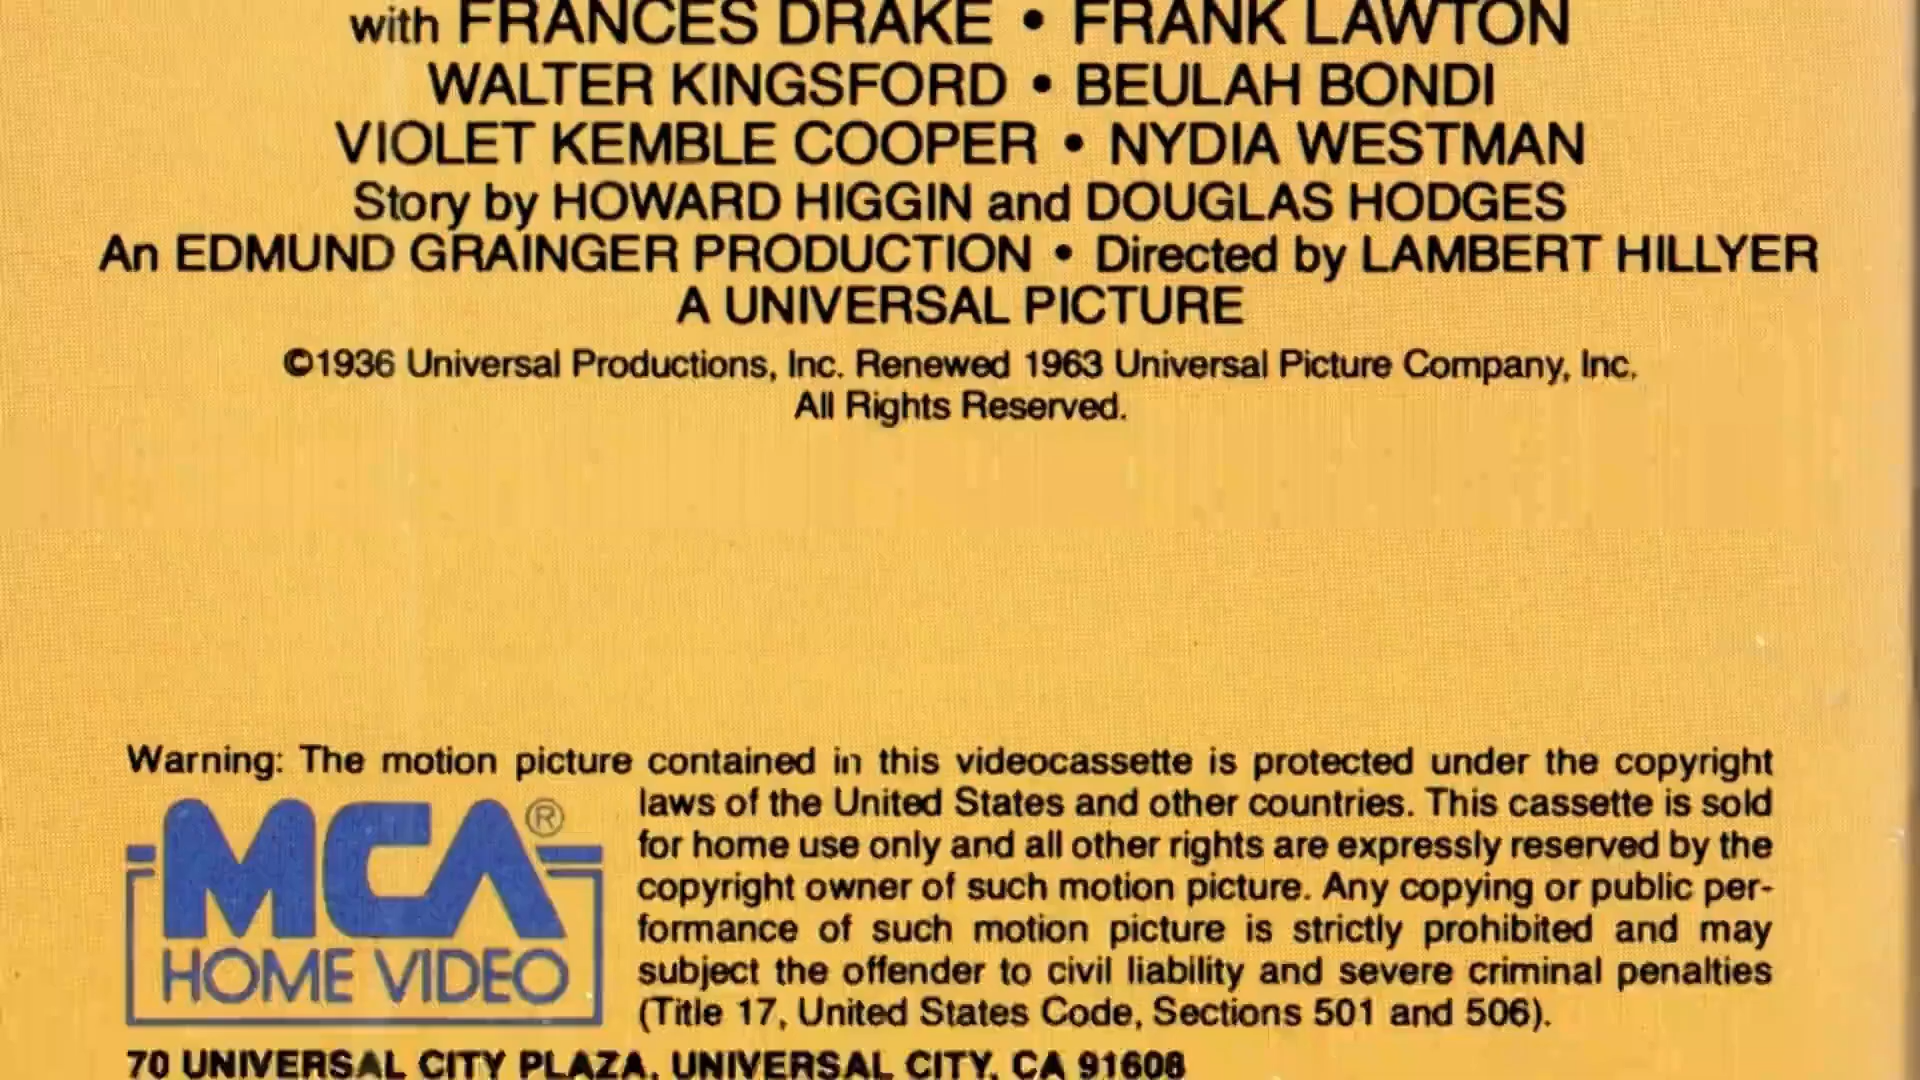 with FRANCES DRAKE • FRANK LAWTON
WALTER KINGSFORD • BEULAH BONDI
VIOLET KEMBLE COOPER • NYDIA WESTMAN
Story by HOWARD HIGGIN and DOUGLAS HODGES
An EDMUND GRAINGER PRODUCTION • Directed by LAMBERT HILLYER
A UNIVERSAL PICTURE
©1936 Universal Productions, Inc. Renewed 1963 Universal Picture Company, Inc.
All Rights Reserved.
Warning: The motion picture contained in this videocassette is protected under the copyright
laws of the United States and other countries. This cassette is sold
for home use only and all other rights are expressly reserved by the
copyright owner of such motion picture. Any copying or public per-
formance of such motion picture is strictly prohibited and may
subject the offender to civil liability and severe criminal penalties
(Title 17, United States Code, Sections 501 and 506).
MCA®
HOME VIDEO
70 UNIVERSAL CITY PLAZA, UNIVERSAL CITY, CA 91608